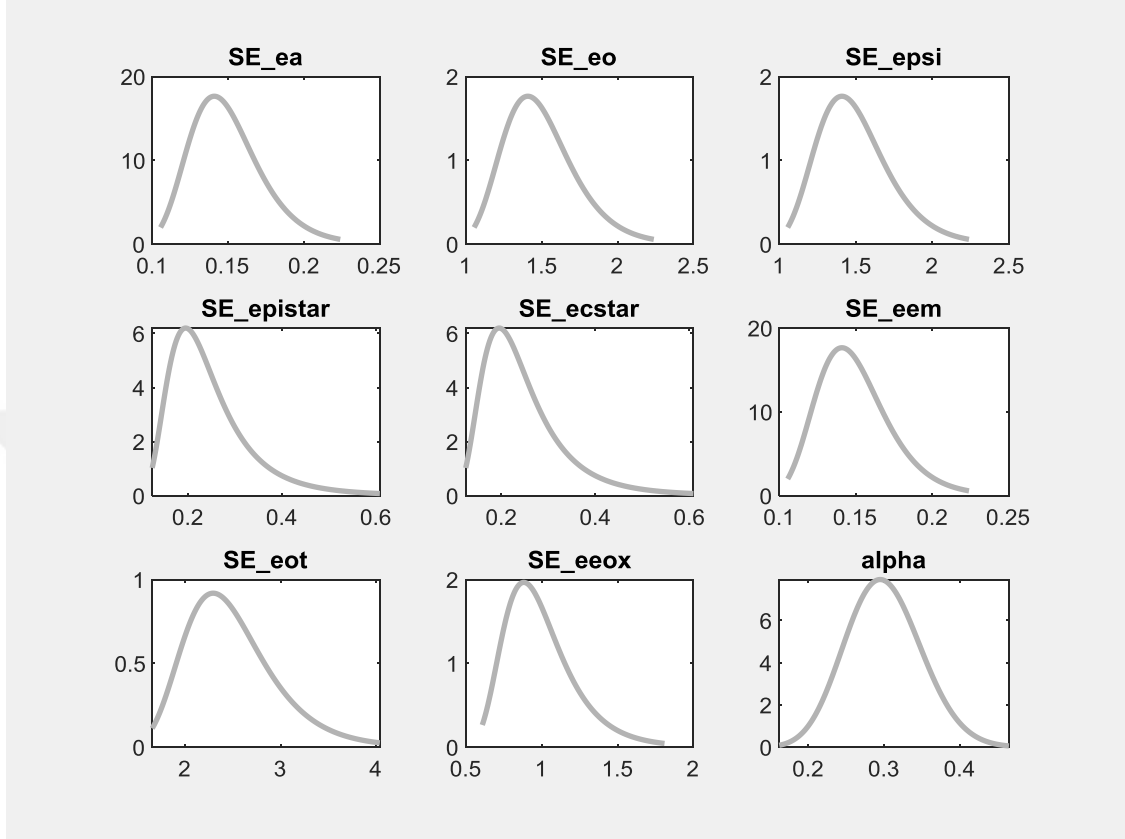 SE_ea SE_eo SE_epsi
20 2 2
10 1 1
0 0 0
0.1 0.15 0.2 0.25 1 1.5 2 2.5 1 1.5 2 2.5
SE_epistar SE_ecstar SE_eem
6 6 20
4 4 10
2 2
0 0 0
0.2 0.4 0.6 0.2 0.4 0.6 0.1 0.15 0.2 0.25
SE_eot SE_eeox alpha
1 2 6
0.5 1 4
2
0 0 0
2 3 4 0.5 1 1.5 2 0.2 0.3 0.4